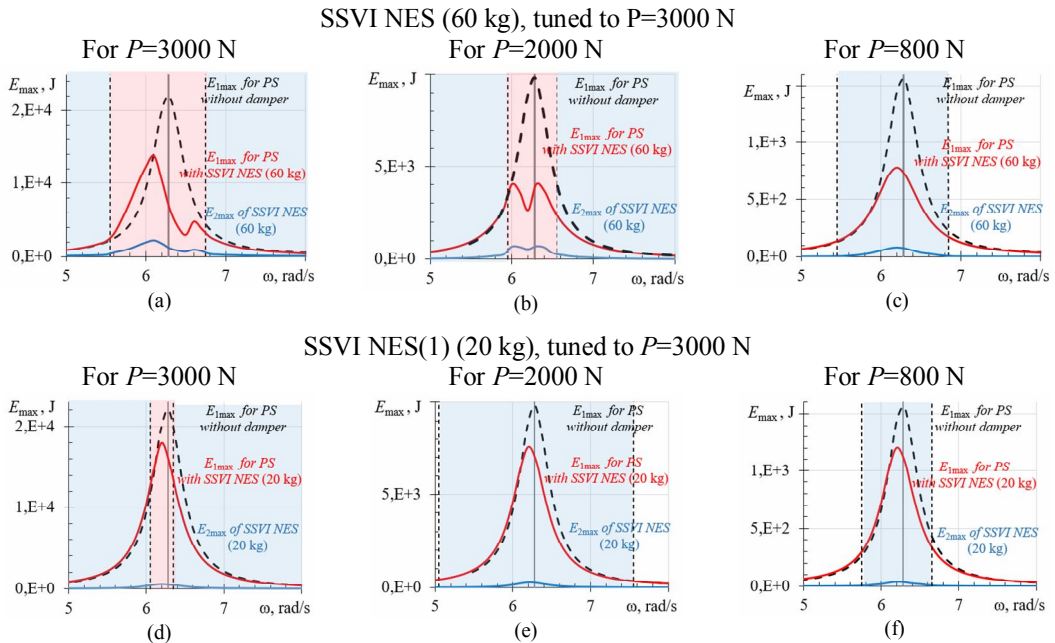 SSVI NES (60 kg), tuned to P=3000 N
For P=3000 N
For P=2000 N
For P=800 N
Emax , J
2,E+4
1,E+4
0,E+0
5
6
7
ω, rad/s
E1max for PS
without damper
E1max for PS
with SSVI NES (60 kg)
E2max of SSVI NES
(60 kg)
(a)
Emax , J
9,E+3
5,E+3
0,E+0
5
6
7
ω, rad/s
E1max for PS
without damper
E1max for PS
with SSVI NES (60 kg)
E2max of SSVI NES
(60 kg)
(b)
Emax , J
1,E+3
5,E+2
0,E+0
5
6
7
ω, rad/s
E1max for PS
without damper
E1max for PS
with SSVI NES (60 kg)
E2max of SSVI NES
(60 kg)
(c)
SSVI NES(1) (20 kg), tuned to P=3000 N
For P=3000 N
For P=2000 N
For P=800 N
Emax , J
2,E+4
1,E+4
0,E+0
5
6
7
ω, rad/s
E1max for PS
without damper
E1max for PS
with SSVI NES (20 kg)
E2max of SSVI NES
(20 kg)
(d)
Emax , J
9,E+3
5,E+3
0,E+0
5
6
7
ω, rad/s
E1max for PS
without damper
E1max for PS
with SSVI NES (20 kg)
E2max of SSVI NES
(20 kg)
(e)
Emax , J
1,E+3
5,E+2
0,E+0
5
6
7
ω, rad/s
E1max for PS
without damper
E1max for PS
with SSVI NES (20 kg)
E2max of SSVI NES
(20 kg)
(f)